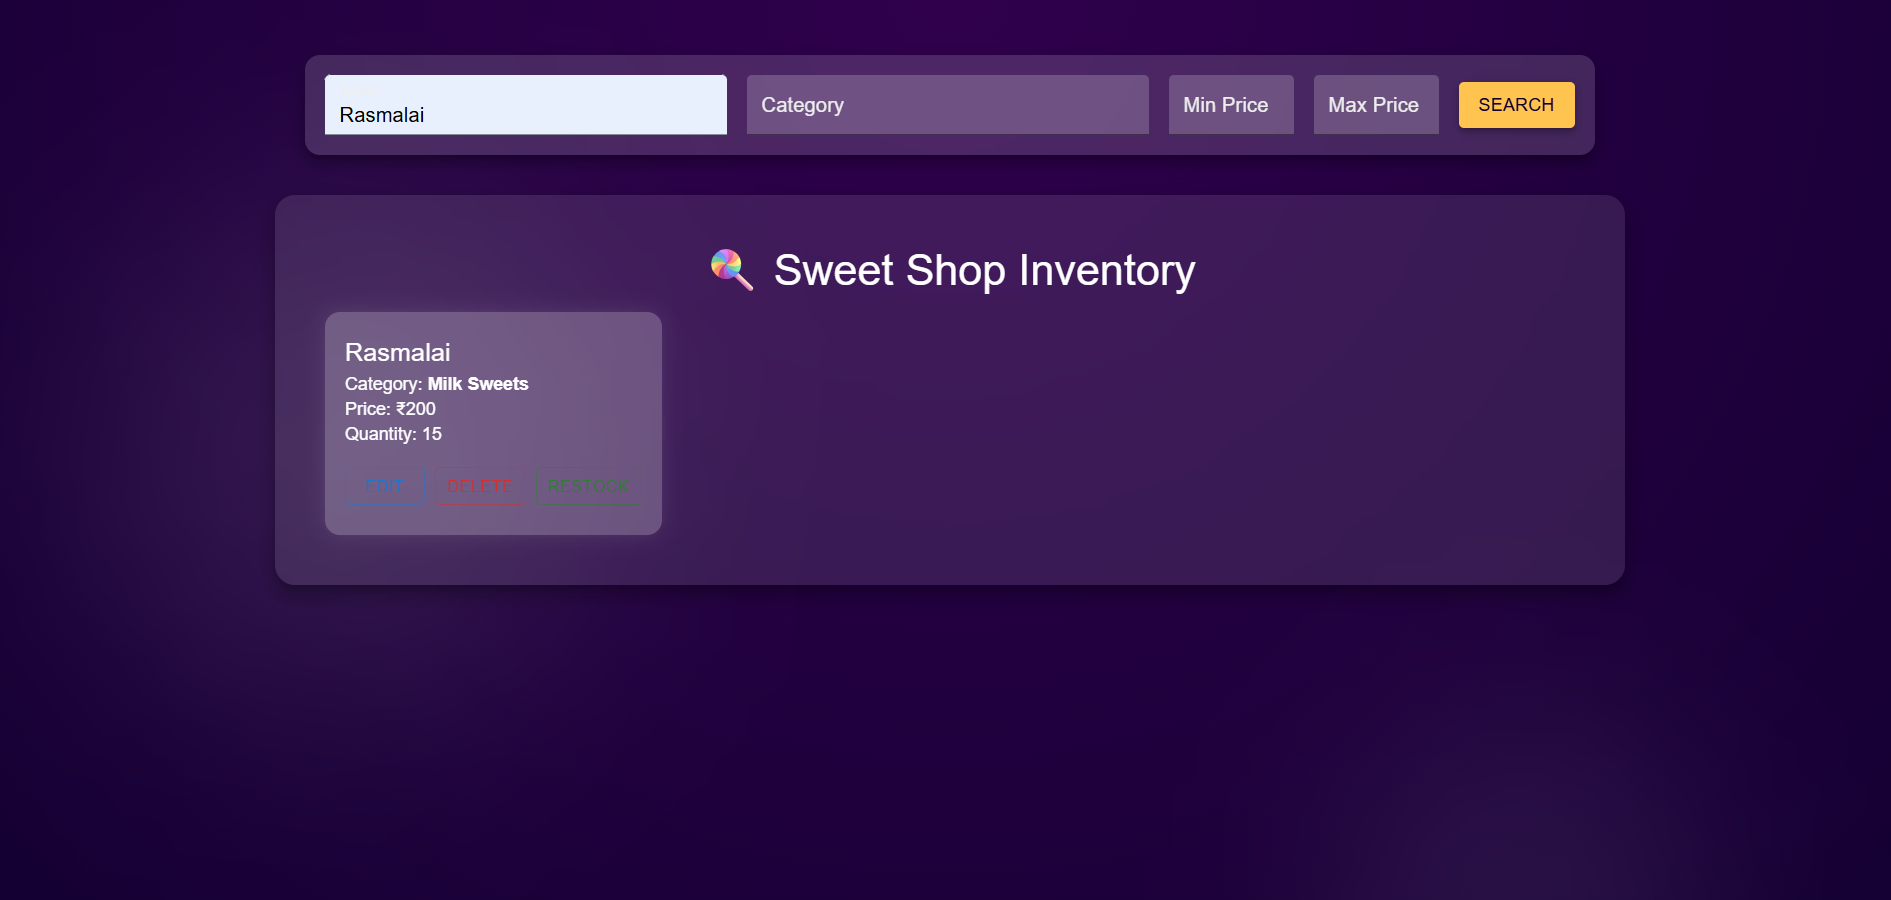 Rasmalai
Category
Min Price
Max Price
SEARCH
Sweet Shop Inventory
Rasmalai
Category: Milk Sweets
Price: ₹200
Quantity: 15
EDIT
DELETE
RESTOCK